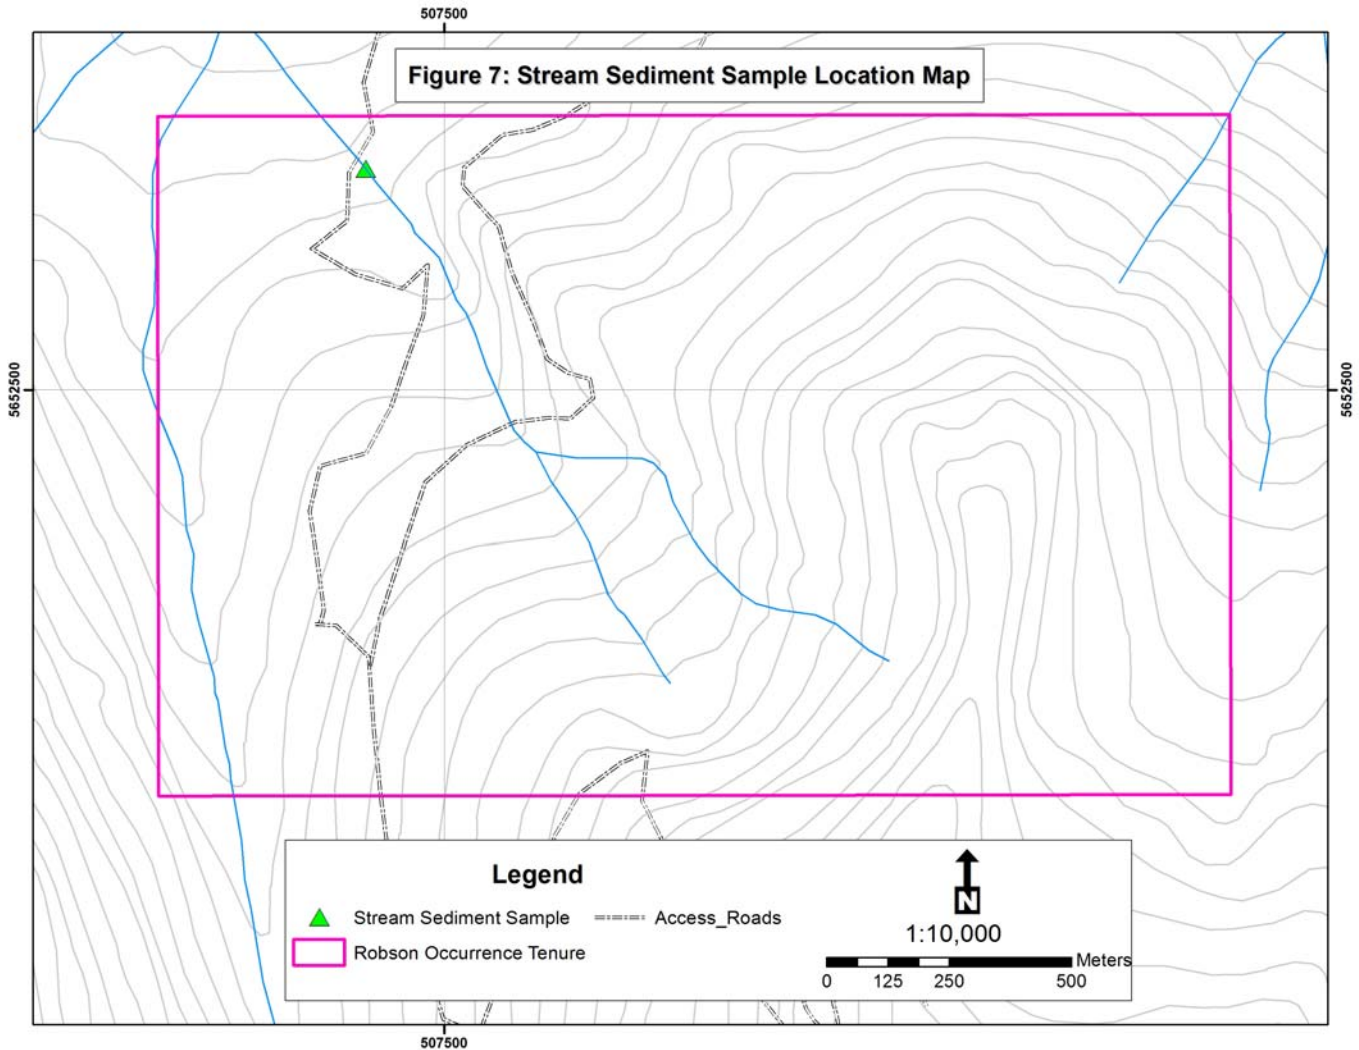 507500
Figure 7: Stream Sediment Sample Location Map
5652500
5652500
Legend
Stream Sediment Sample
Access_Roads
Robson Occurrence Tenure
N
1:10,000
Meters
0 125 250 500
507500